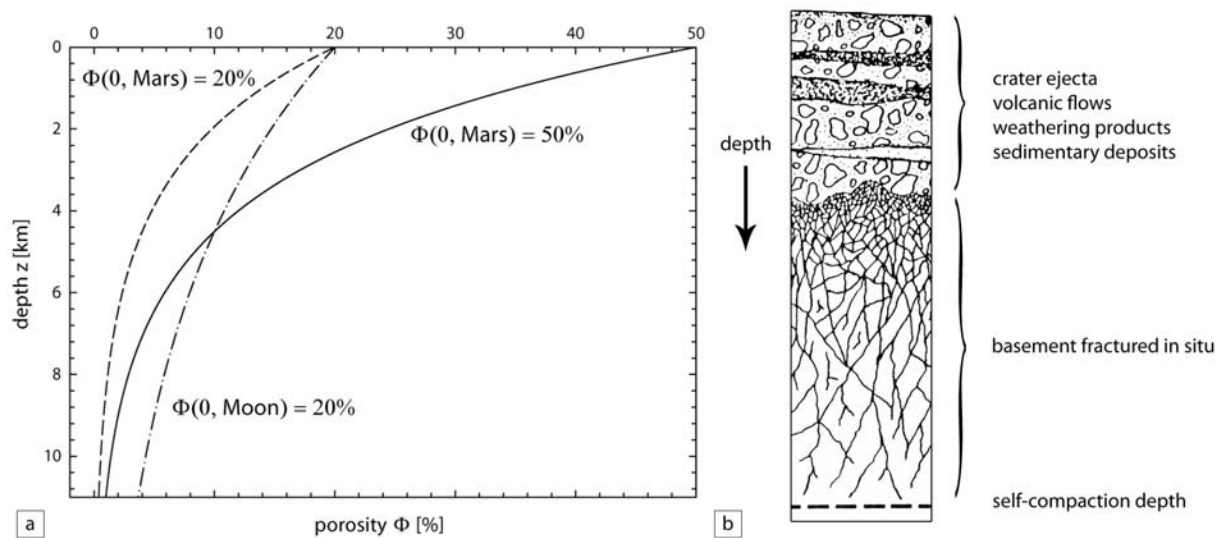 0 10 20 30 40 50
0
2
4
6
8
10
depth z [km]
Φ(0, Mars) = 20%
Φ(0, Mars) = 50%
Φ(0, Moon) = 20%
a
porosity Φ [%]
depth
crater ejecta
volcanic flows
weathering products
sedimentary deposits
basement fractured in situ
self-compaction depth
b